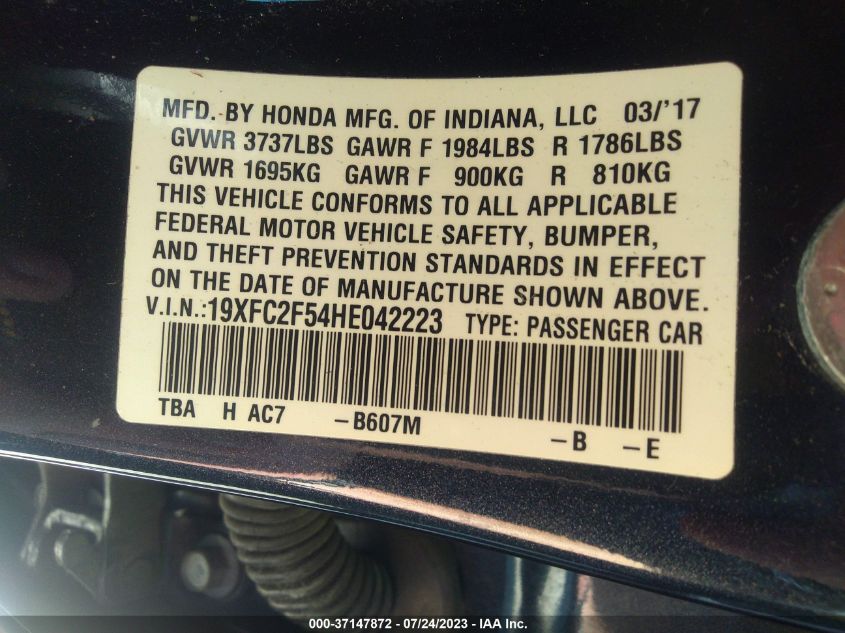 MFD. BY HONDA MFG. OF INDIANA, LLC 03/'17
GVWR 3737LBS GAWR F 1984LBS R 1786LBS
GVWR 1695KG GAWR F 900KG R 810KG
THIS VEHICLE CONFORMS TO ALL APPLICABLE
FEDERAL MOTOR VEHICLE SAFETY, BUMPER,
AND THEFT PREVENTION STANDARDS IN EFFECT
ON THE DATE OF MANUFACTURE SHOWN ABOVE.
V.I.N.:19XFC2F54HE042223 TYPE: PASSENGER CAR
TBA H AC7 –B607M –B –E
000-37147872 / 07/24/2023 / IAA Inc.